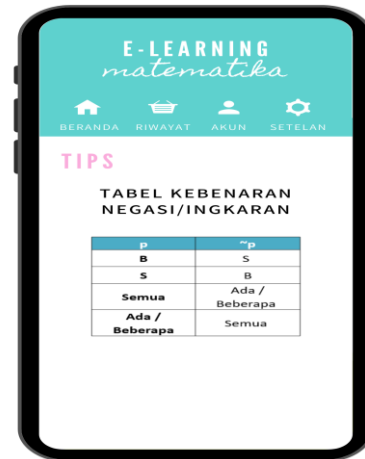 E-LEARNING
matematika
BERANDA RIWAYAT AKUN SETELAN
TIPS
TABEL KEBENARAN
NEGASI/INGKARAN
p ~p
B S
S B
Semua Ada / Beberapa
Ada / Beberapa Semua